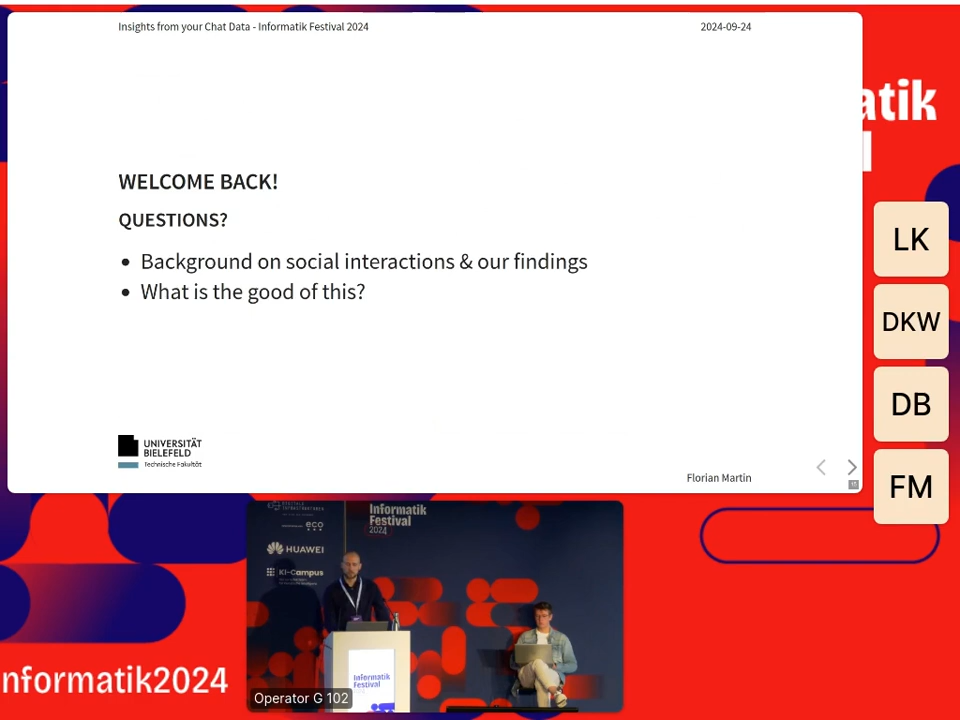 Insights from your Chat Data - Informatik Festival 2024
2024-09-24
atik
WELCOME BACK!
QUESTIONS?
• Background on social interactions & our findings
• What is the good of this?
LK
DKW
DB
FM
UNIVERSITÄT
BIELEFELD
Technische Fakultät
Florian Martin
Informatik
Festival
2024
eco
HUAWEI
KI-Campus
Informatik
Festival
Operator G 102
nformatik2024